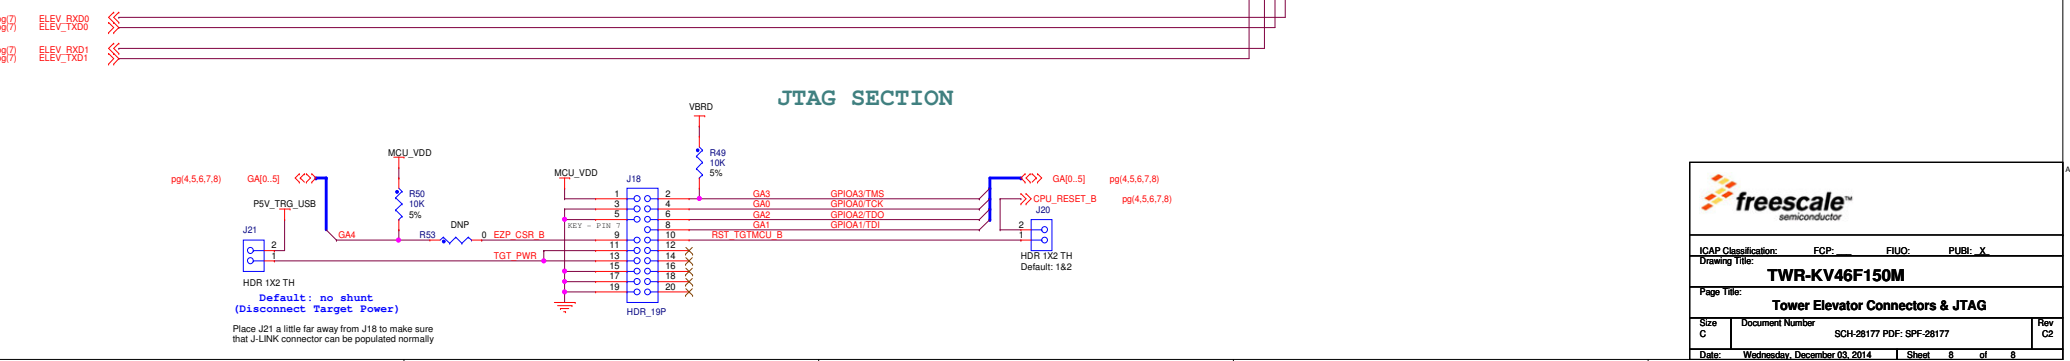 g(7) ELEV_RXD0
g(7) ELEV_TXD0
g(7) ELEV_RXD1
g(7) ELEV_TXD1
JTAG SECTION
VBRD
R49
10K
5%
MCU_VDD
R50
10K
5%
MCU_VDD
pg(4,5,6,7,8) GA[0..5]
P5V_TRG_USB
J21
2
1
HDR 1X2 TH
Default: no shunt
(Disconnect Target Power)
Place J21 a little far away from J18 to make sure
that J-LINK connector can be populated normally
GA4
R53
DNP
0
EZP_CSR_B
TGT_PWR
J18
KEY - PIN 7
1 2
3 4
5 6
8
9 10
11 12
13 14
15 16
17 18
19 20
HDR_19P
GA3 GPIOA3/TMS
GA0 GPIOA0/TCK
GA2 GPIOA2/TDO
GA1 GPIOA1/TDI
RST_TGTMCU_B
GA[0..5] pg(4,5,6,7,8)
CPU_RESET_B pg(4,5,6,7,8)
J20
2
1
HDR 1X2 TH
Default: 1&2
A
freescale™
semiconductor
ICAP Classification: FCP: ___ FIUO: PUBI: _X_
Drawing Title:
TWR-KV46F150M
Page Title:
Tower Elevator Connectors & JTAG
Size Document Number Rev
C SCH-28177 PDF: SPF-28177 C2
Date: Wednesday, December 03, 2014 Sheet 8 of 8